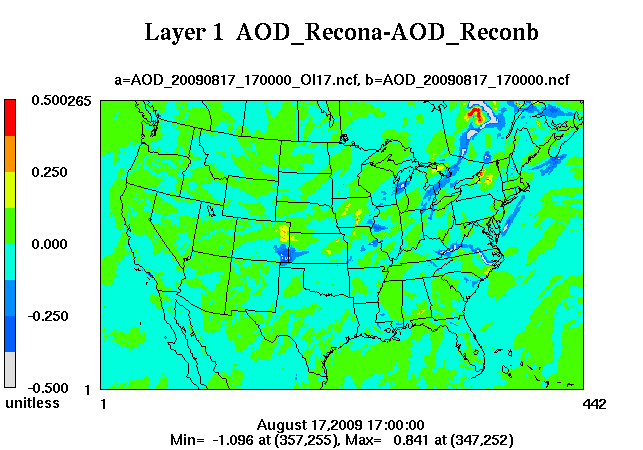 Layer 1 AOD_Recona-AOD_Reconb
a=AOD_20090817_170000_OI17.ncf, b=AOD_20090817_170000.ncf
0.500
265
0.250
0.000
-0.250
-0.500
1
unitless
1
442
August 17,2009 17:00:00
Min= -1.096 at (357,255), Max= 0.841 at (347,252)